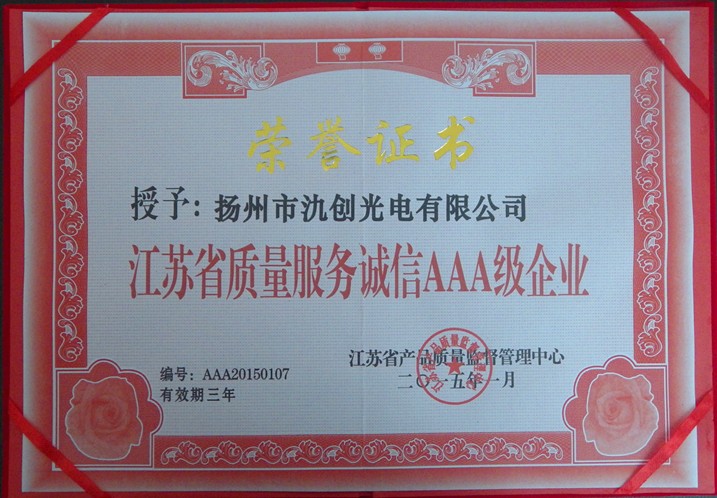 荣誉证书
授予：扬州市氿创光电有限公司
江苏省质量服务诚信AAA级企业
江苏省产品质量监督管理中心
二〇一五年一月
编号：AAA20150107
有效期三年